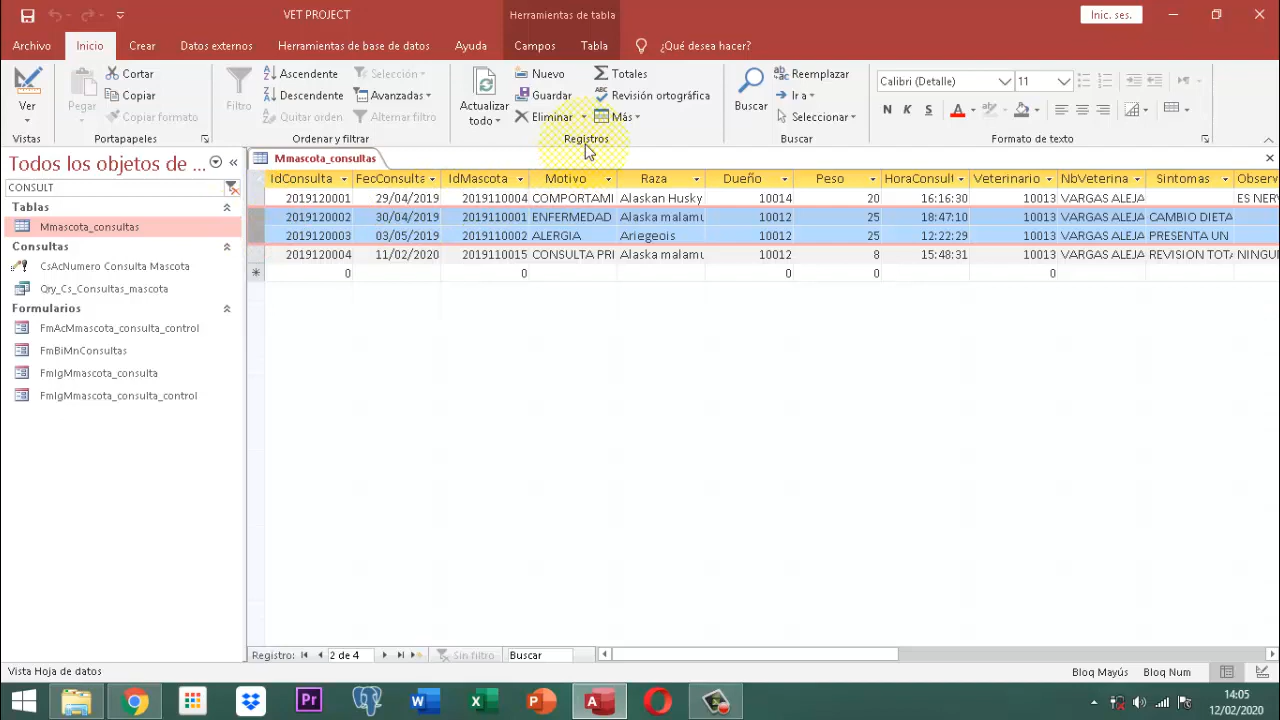 VET PROJECT
Herramientas de tabla
Inic. ses.
Archivo Inicio Crear Datos externos Herramientas de base de datos Ayuda Campos Tabla ¿Qué desea hacer?
Ver
Vistas
Pegar
Cortar
Copiar
Copiar formato
Portapapeles
Filtro
Ascendente
Descendente
Quitar orden
Selección
Avanzadas
Alternar filtro
Ordenar y filtrar
Actualizar
todo
Nuevo
Guardar
Eliminar
Totales
Revisión ortográfica
Más
Registros
Buscar
Reemplazar
Ir a
Seleccionar
Buscar
Calibri (Detalle) 11
N K S
Formato de texto
Todos los objetos de ...
CONSULT
Tablas
Mmascota_consultas
Consultas
CsAcNumero Consulta Mascota
Qry_Cs_Consultas_mascota
Formularios
FmAcMmascota_consulta_control
FmBiMnConsultas
FmIgMmascota_consulta
FmIgMmascota_consulta_control
Mmascota_consultas
IdConsulta FecConsulta IdMascota Motivo Raza Dueño Peso HoraConsult Veterinario NbVeterina Sintomas Observ
2019120001 29/04/2019 2019110004 COMPORTAMI Alaskan Husky 10014 20 16:16:30 10013 VARGAS ALEJA ES NER
2019120002 30/04/2019 2019110001 ENFERMEDAD Alaska malamu 10012 25 18:47:10 10013 VARGAS ALEJA CAMBIO DIETA
2019120003 03/05/2019 2019110002 ALERGIA Ariegeois 10012 25 12:22:29 10013 VARGAS ALEJA PRESENTA UN
2019120004 11/02/2020 2019110015 CONSULTA PRI Alaska malamu 10012 8 15:48:31 10013 VARGAS ALEJA REVISION TOTA NINGUN
0 0 0 0 0
Registro: 2 de 4 Sin filtro Buscar
Vista Hoja de datos Bloq Mayús Bloq Num
14:05
12/02/2020